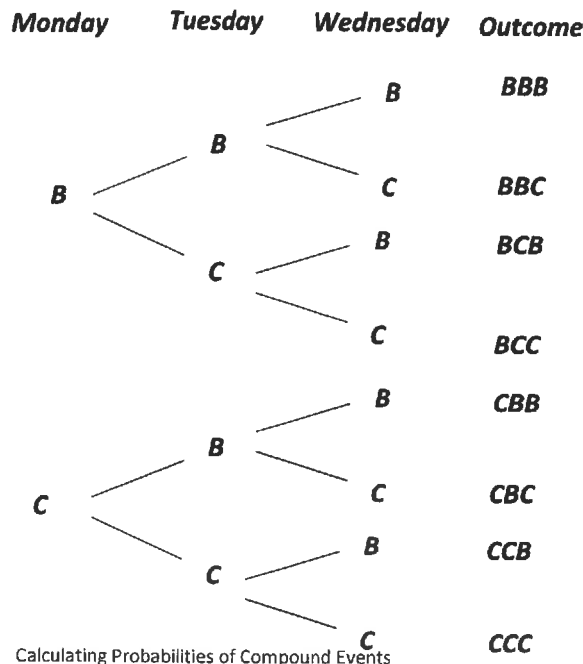 Monday Tuesday Wednesday Outcome
B BBB
B
C BBC
B
B BCB
C
C BCC
B CBB
B
C CBC
C
B CCB
C
C CCC
Calculating Probabilities of Compound Events